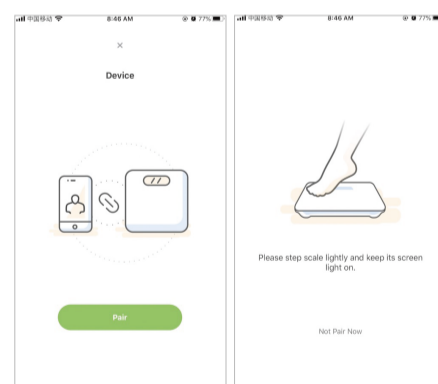 中国移动 8:46 AM 77%
×
Device
Pair
中国移动 8:46 AM 77%
Please step scale lightly and keep its screen
light on.
Not Pair Now